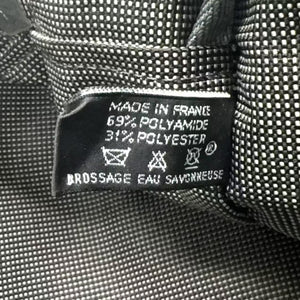 MADE IN FRANCE
69% POLYAMIDE
31% POLYESTER
®
BROSSAGE EAU SAVONNEUSE